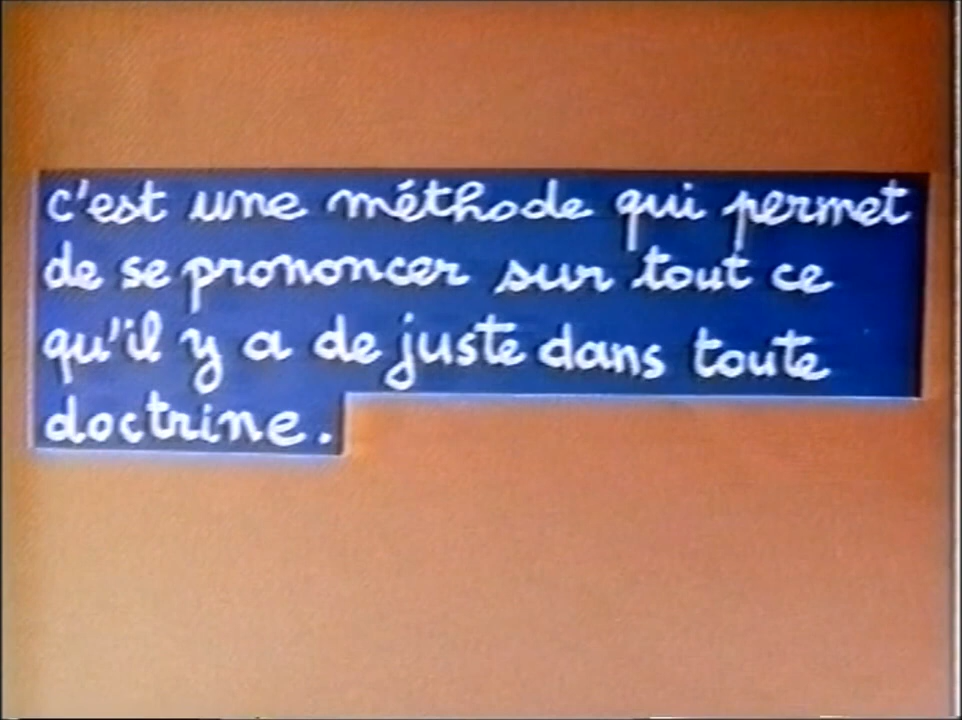 c'est une méthode qui permet
de se prononcer sur tout ce
qu'il y a de juste dans toute
doctrine.